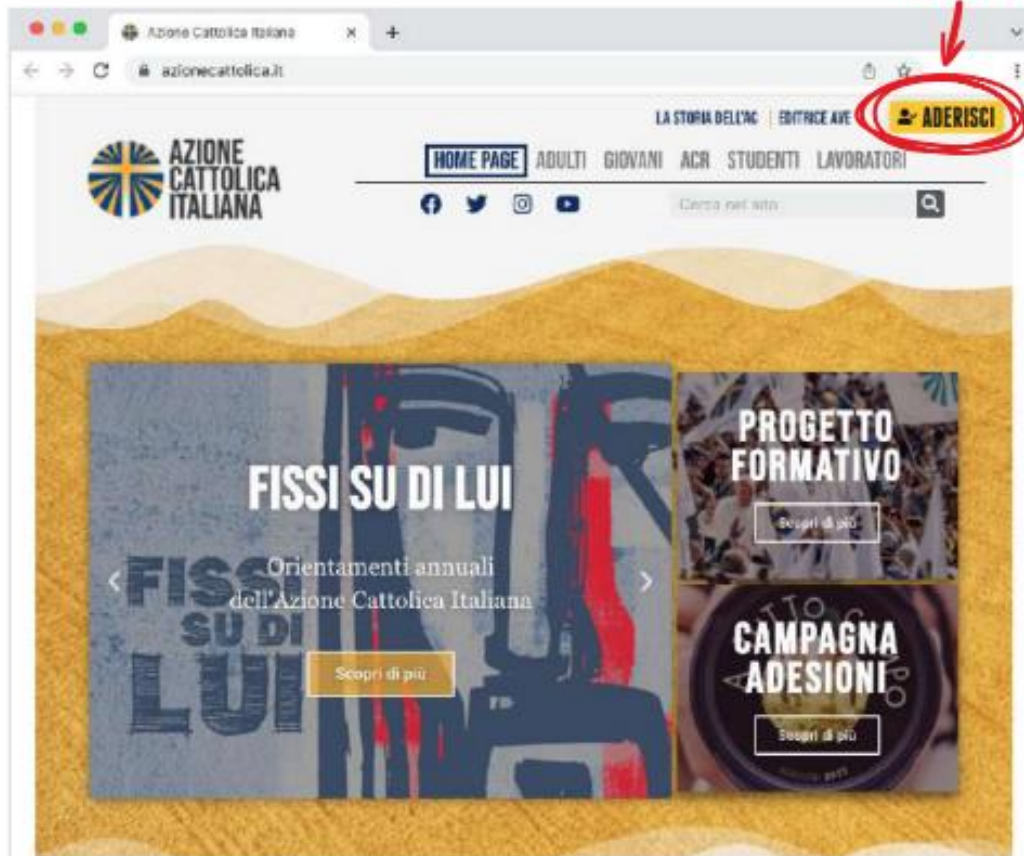 Azione Cattolica Italiana
azionecattolica.it
LA STORIA DELL'AC | EDITRICE AVE
ADERISCI
AZIONE
CATTOLICA
ITALIANA
HOME PAGE ADULTI GIOVANI ACR STUDENTI LAVORATORI
Cerca nel sito
FISSI SU DI LUI
Orientamenti annuali
dell'Azione Cattolica Italiana
Scopri di più
FISSI
SU DI
LUI
PROGETTO
FORMATIVO
Scopri di più
CAMPAGNA
ADESIONI
Scopri di più